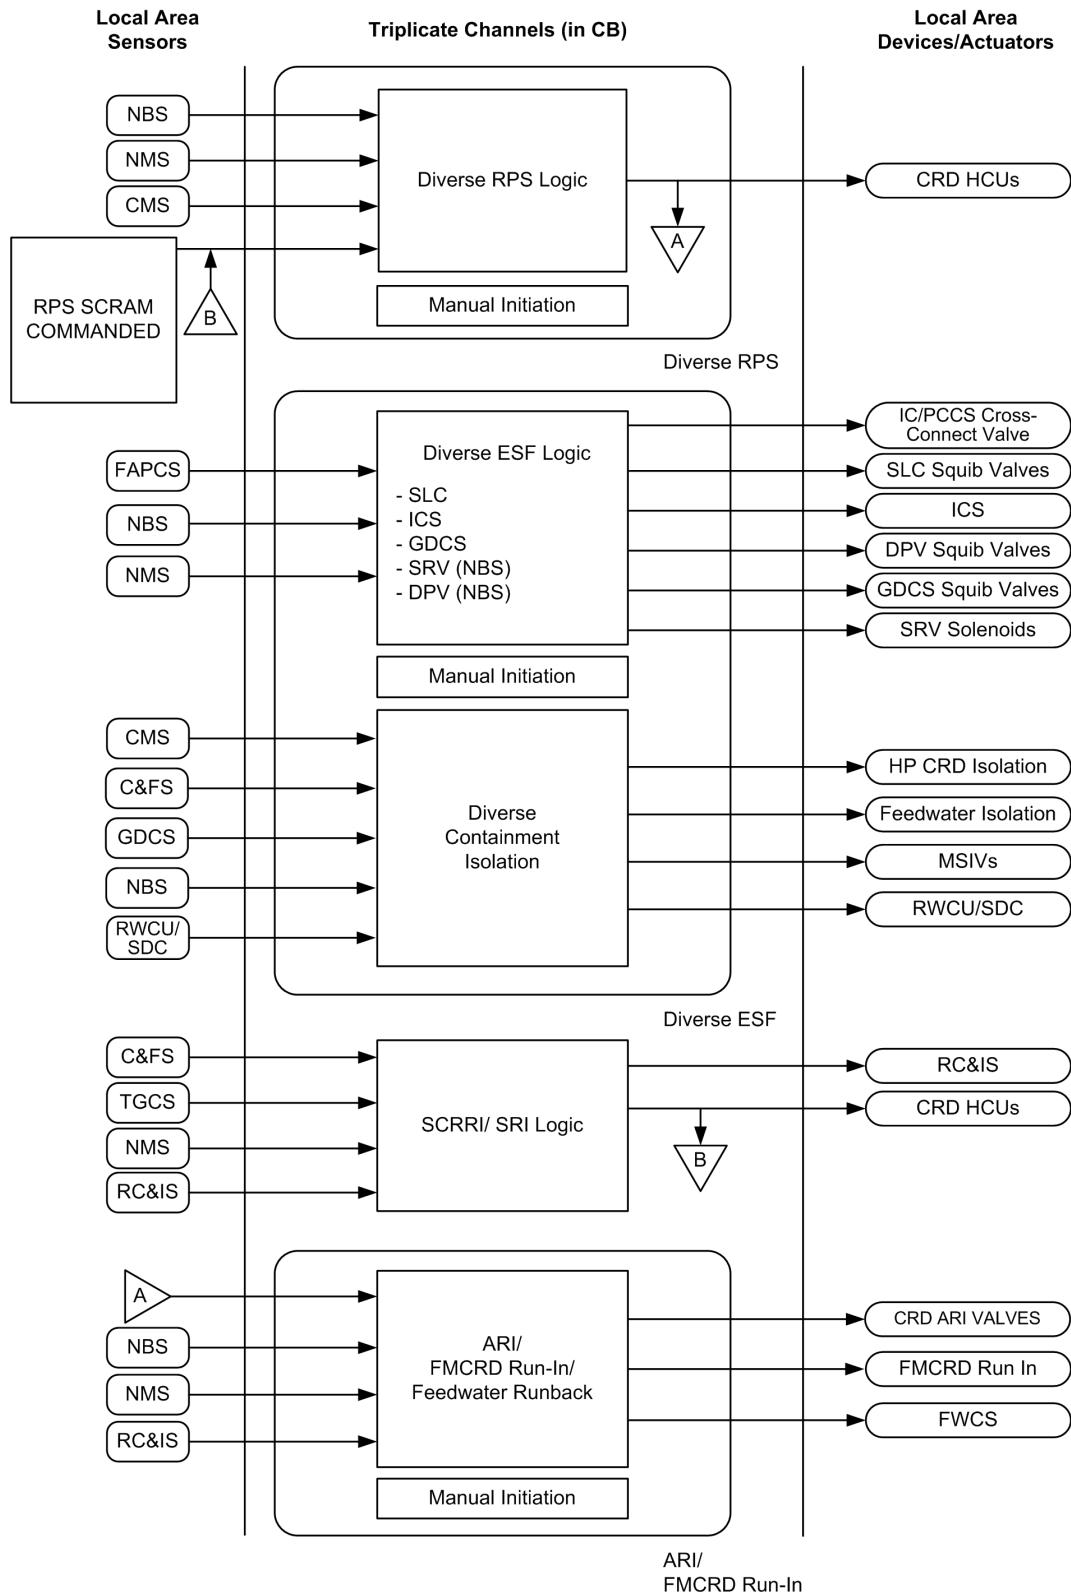 Local Area
Sensors
Triplicate Channels (in CB)
Local Area
Devices/Actuators
NBS
NMS
CMS
RPS SCRAM
COMMANDED
B
Diverse RPS Logic
A
Manual Initiation
CRD HCUs
Diverse RPS
FAPCS
NBS
NMS
Diverse ESF Logic
- SLC
- ICS
- GDCS
- SRV (NBS)
- DPV (NBS)
Manual Initiation
IC/PCCS Cross-
Connect Valve
SLC Squib Valves
ICS
DPV Squib Valves
GDCS Squib Valves
SRV Solenoids
CMS
C&FS
GDCS
NBS
RWCU/
SDC
Diverse
Containment
Isolation
HP CRD Isolation
Feedwater Isolation
MSIVs
RWCU/SDC
Diverse ESF
C&FS
TGCS
NMS
RC&IS
SCRRI/ SRI Logic
B
RC&IS
CRD HCUs
A
NBS
NMS
RC&IS
ARI/
FMCRD Run-In/
Feedwater Runback
Manual Initiation
CRD ARI VALVES
FMCRD Run In
FWCS
ARI/
FMCRD Run-In